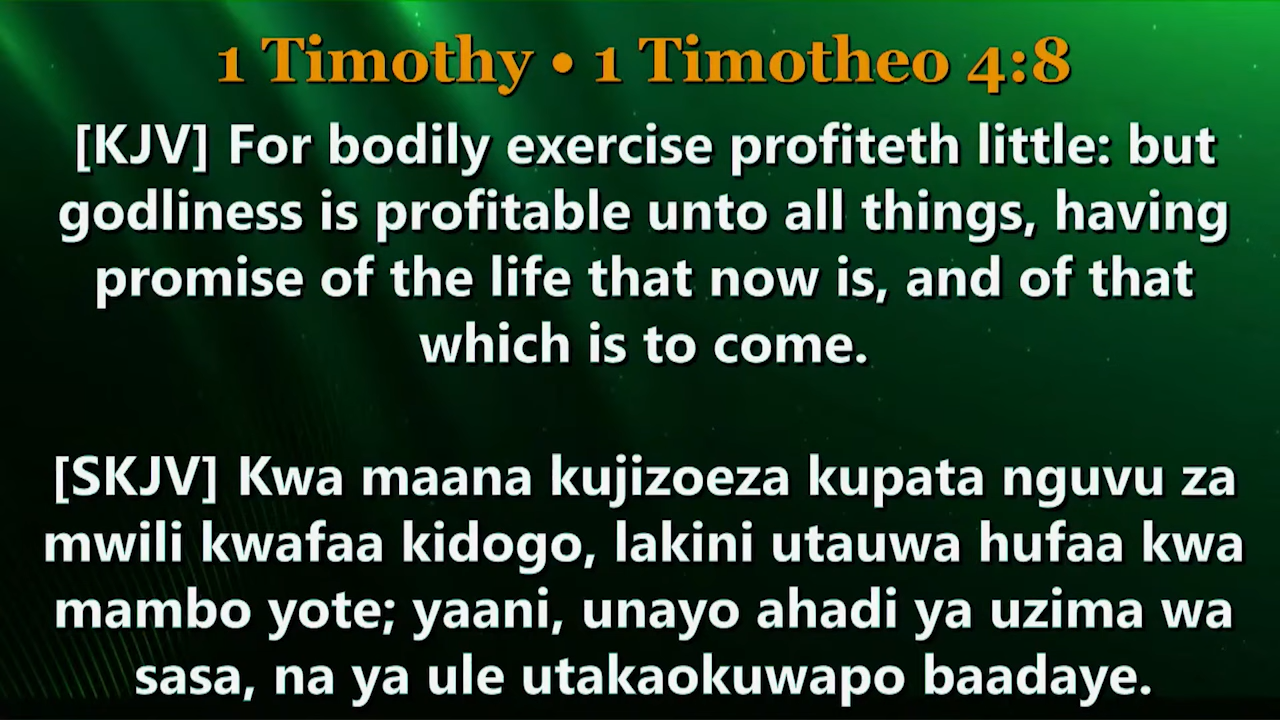 1 Timothy • 1 Timotheo 4:8
[KJV] For bodily exercise profiteth little: but
godliness is profitable unto all things, having
promise of the life that now is, and of that
which is to come.
[SKJV] Kwa maana kujizoeza kupata nguvu za
mwili kwafaa kidogo, lakini utauwa hufaa kwa
mambo yote; yaani, unayo ahadi ya uzima wa
sasa, na ya ule utakaokuwapo baadaye.